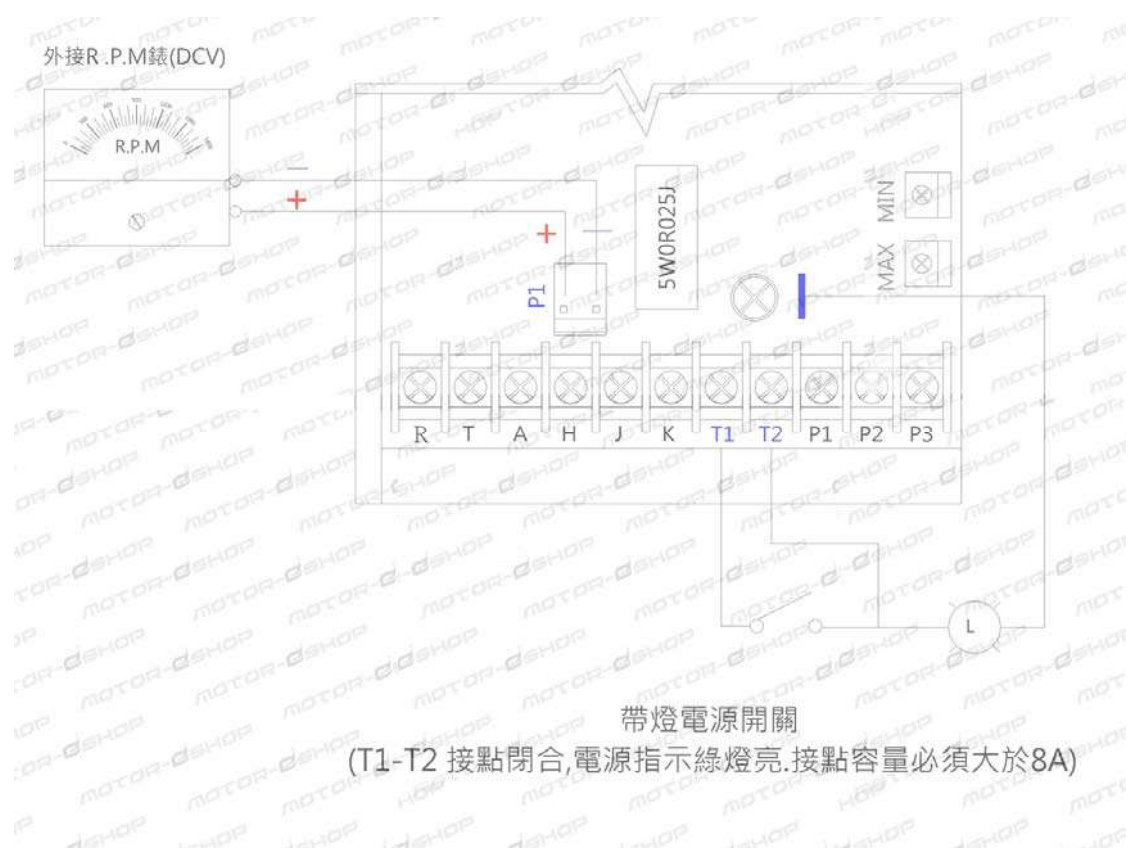 外接R .P.M錶(DCV)
R.P.M
5W0R025J
MIN
MAX
P1
R T A H J K T1 T2 P1 P2 P3
L
帶燈電源開關
(T1-T2 接點閉合,電源指示綠燈亮.接點容量必須大於8A)